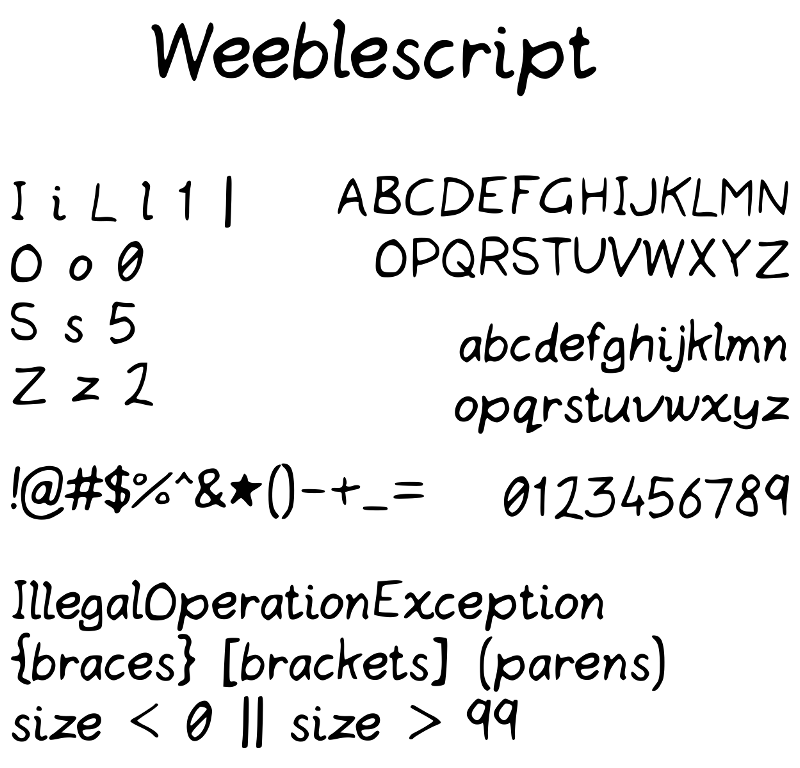 Weeblescript
I i L l 1 |
O o 0
S s 5
Z z 2
ABCDEFGHIJKLMN
OPQRSTUVWXYZ
abcdefghijklmn
opqrstuvwxyz
!@#$%^&★()-+_=
0123456789
IllegalOperationException
{braces} [brackets] (parens)
size < 0 || size > 99